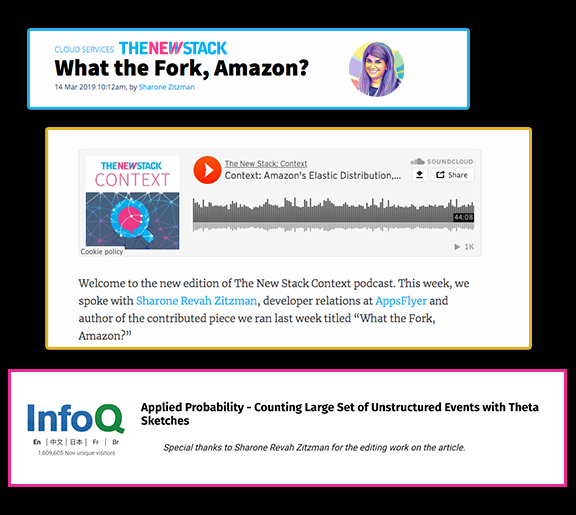 CLOUD SERVICES THENEWSTACK
What the Fork, Amazon?
14 Mar 2019 10:12am, by Sharone Zitzman
THENEWSTACK
CONTEXT
The New Stack: Context
SOUNDCLOUD
Context: Amazon's Elastic Distribution,...
Share
44:08
1K
Cookie policy
Welcome to the new edition of The New Stack Context podcast. This week, we
spoke with Sharone Revah Zitzman, developer relations at AppsFlyer and
author of the contributed piece we ran last week titled “What the Fork,
Amazon?”
InfoQ
En | 中文 | 日本 | Fr | Br
1,609,605 Nov unique visitors
Applied Probability - Counting Large Set of Unstructured Events with Theta
Sketches
Special thanks to Sharone Revah Zitzman for the editing work on the article.